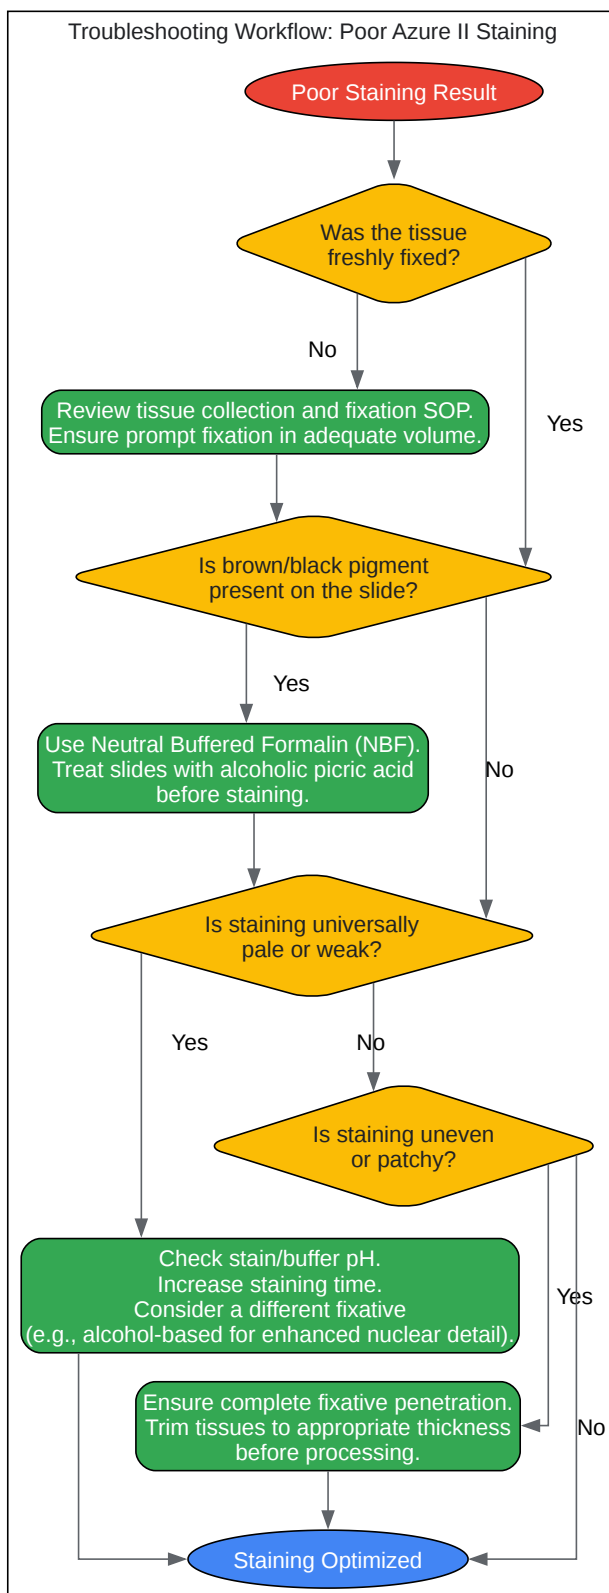 Troubleshooting Workflow: Poor Azure II Staining
Poor Staining Result
Was the tissue
freshly fixed?
No
Yes
Review tissue collection and fixation SOP.
Ensure prompt fixation in adequate volume.
Is brown/black pigment
present on the slide?
Yes
No
Use Neutral Buffered Formalin (NBF).
Treat slides with alcoholic picric acid
before staining.
Is staining universally
pale or weak?
Yes
No
Is staining uneven
or patchy?
Check stain/buffer pH.
Increase staining time.
Consider a different fixative
(e.g., alcohol-based for enhanced nuclear detail).
Yes
No
Ensure complete fixative penetration.
Trim tissues to appropriate thickness
before processing.
Staining Optimized